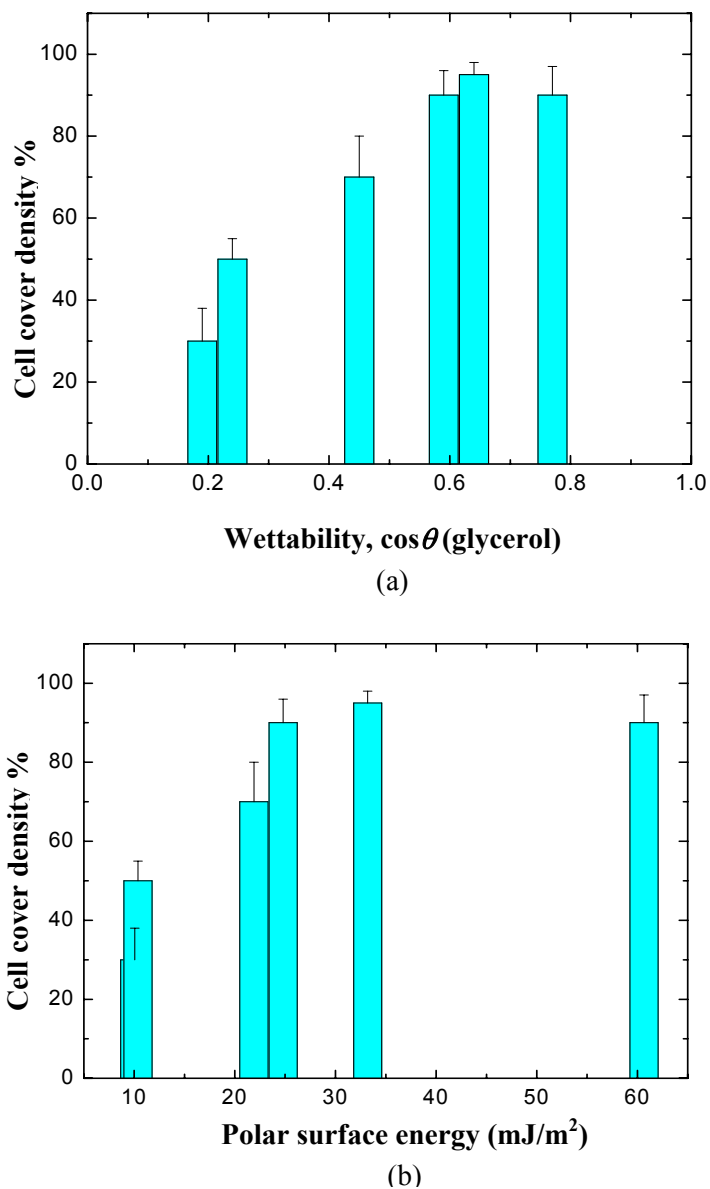 100
80
60
40
20
0
Cell cover density %
0.0 0.2 0.4 0.6 0.8 1.0
Wettability, cosθ (glycerol)
(a)
100
80
60
40
20
0
Cell cover density %
10 20 30 40 50 60
Polar surface energy (mJ/m²)
(b)